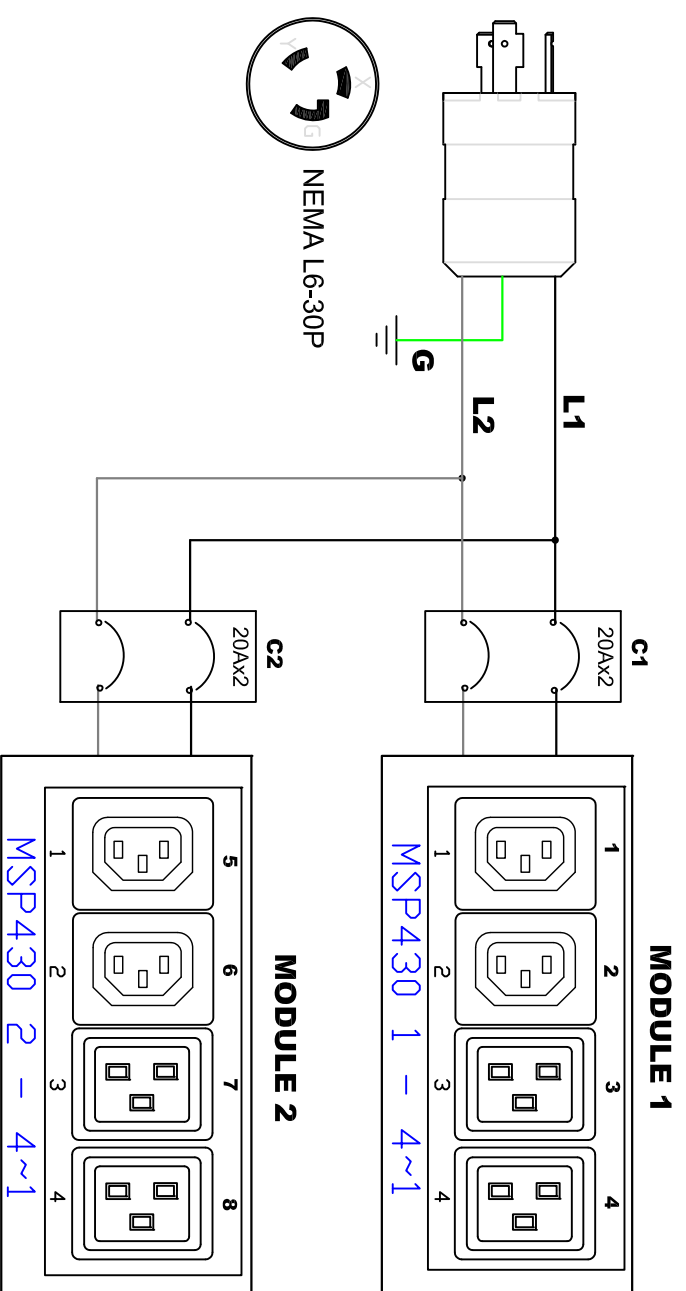 Y
X
G
NEMA L6-30P
G
L2
L1
C1
20Ax2
C2
20Ax2
MODULE 1
1
2
3
4
1
2
3
4
MSP430 1 - 4~1
MODULE 2
5
6
7
8
1
2
3
4
MSP430 2 - 4~1